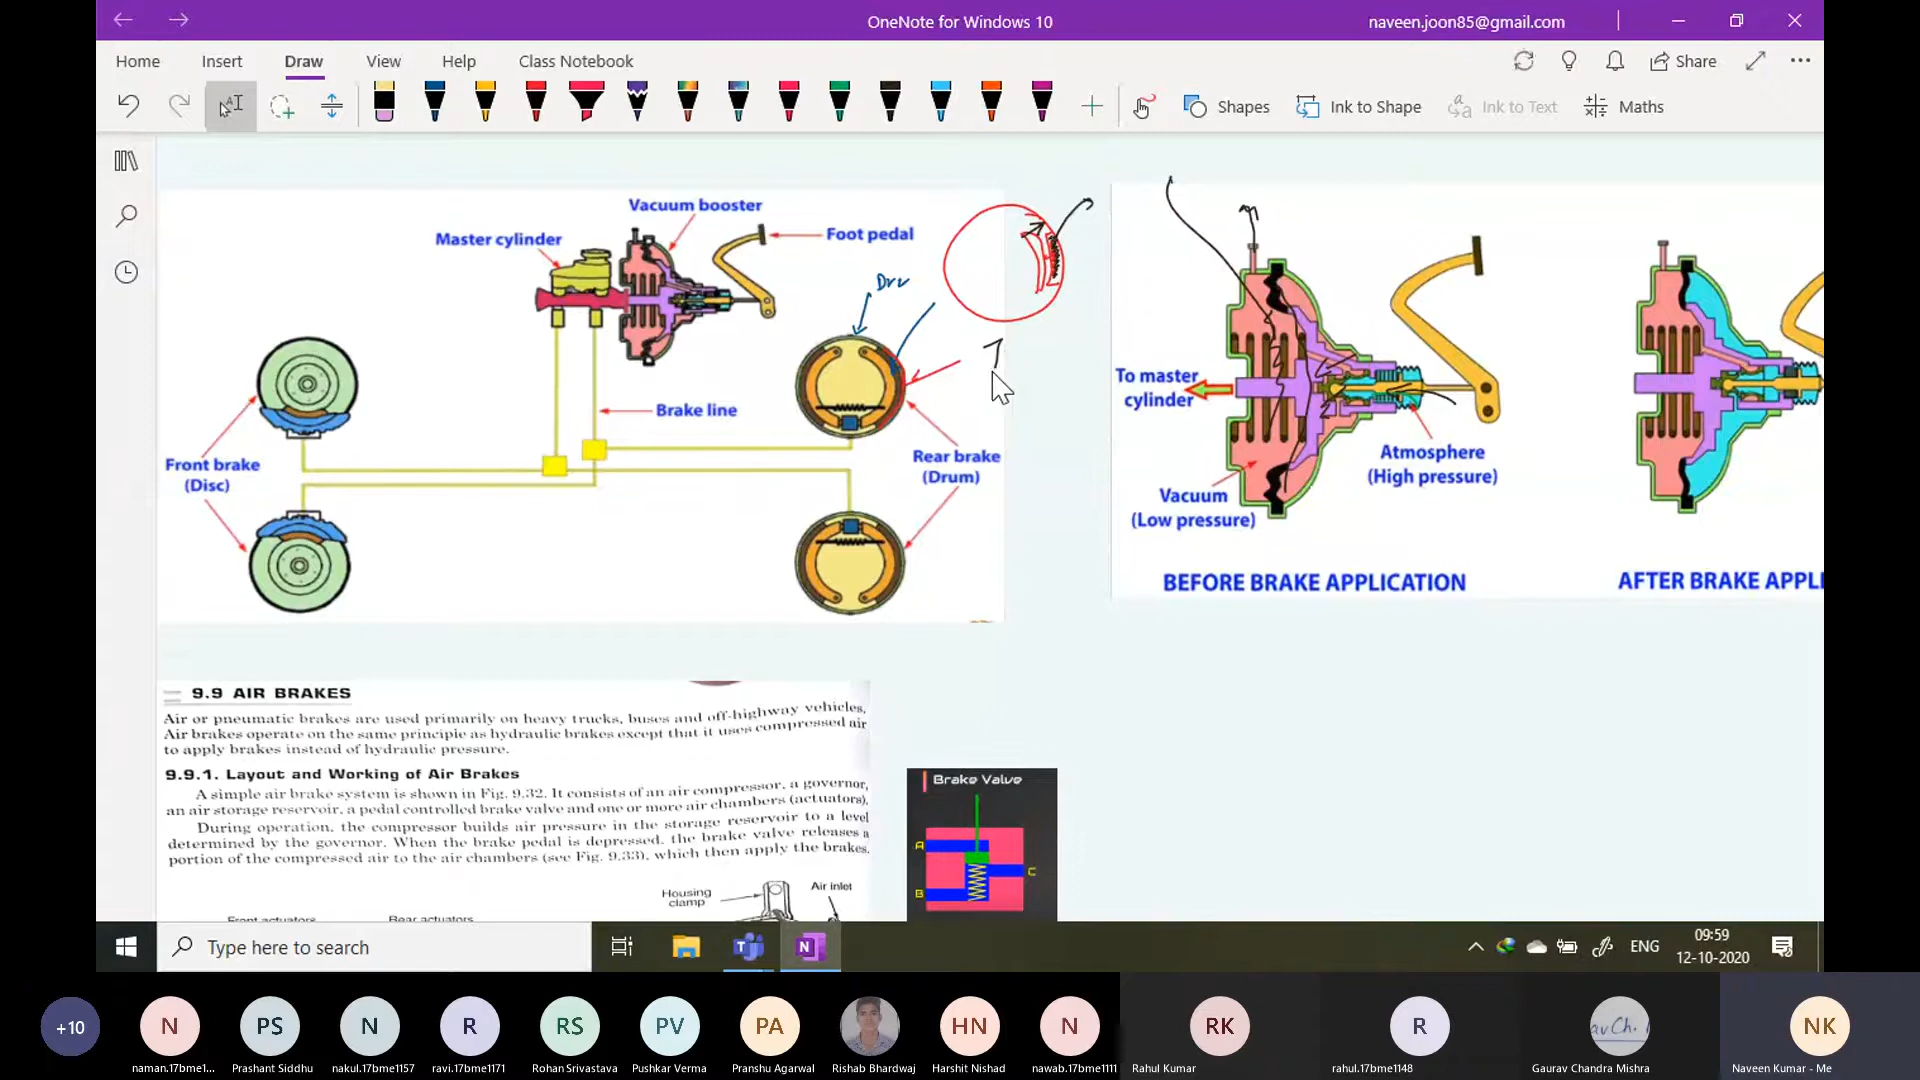 OneNote for Windows 10
naveen.joon85@gmail.com
Home
Insert
Draw
View
Help
Class Notebook
Share
Shapes
Ink to Shape
Ink to Text
Maths
Vacuum booster
Master cylinder
Foot pedal
Brake line
Front brake
(Disc)
Rear brake
(Drum)
To master
cylinder
Atmosphere
(High pressure)
Vacuum
(Low pressure)
BEFORE BRAKE APPLICATION
AFTER BRAKE APPLI
9.9 AIR BRAKES
Air or pneumatic brakes are used primarily on heavy trucks, buses and off-highway vehicles.
Air brakes operate on the same principle as hydraulic brakes except that it uses compressed air
to apply brakes instead of hydraulic pressure.
9.9.1. Layout and Working of Air Brakes
A simple air brake system is shown in Fig. 9.32. It consists of an air compressor, a governor,
an air storage reservoir, a pedal controlled brake valve and one or more air chambers (actuators).
During operation, the compressor builds air pressure in the storage reservoir to a level
determined by the governor. When the brake pedal is depressed, the brake valve releases a
portion of the compressed air to the air chambers (see Fig. 9.33), which then apply the brakes.
Housing
clamp
Air inlet
Front actuators
Rear actuators
Brake Valve
A
B
C
Type here to search
ENG
09:59
12-10-2020
+10
N
PS
N
R
RS
PV
PA
HN
N
RK
R
NK
naman.17bme1...
Prashant Siddhu
nakul.17bme1157
ravi.17bme1171
Rohan Srivastava
Pushkar Verma
Pranshu Agarwal
Rishab Bhardwaj
Harshit Nishad
nawab.17bme1111
Rahul Kumar
rahul.17bme1148
Gaurav Chandra Mishra
Naveen Kumar - Me